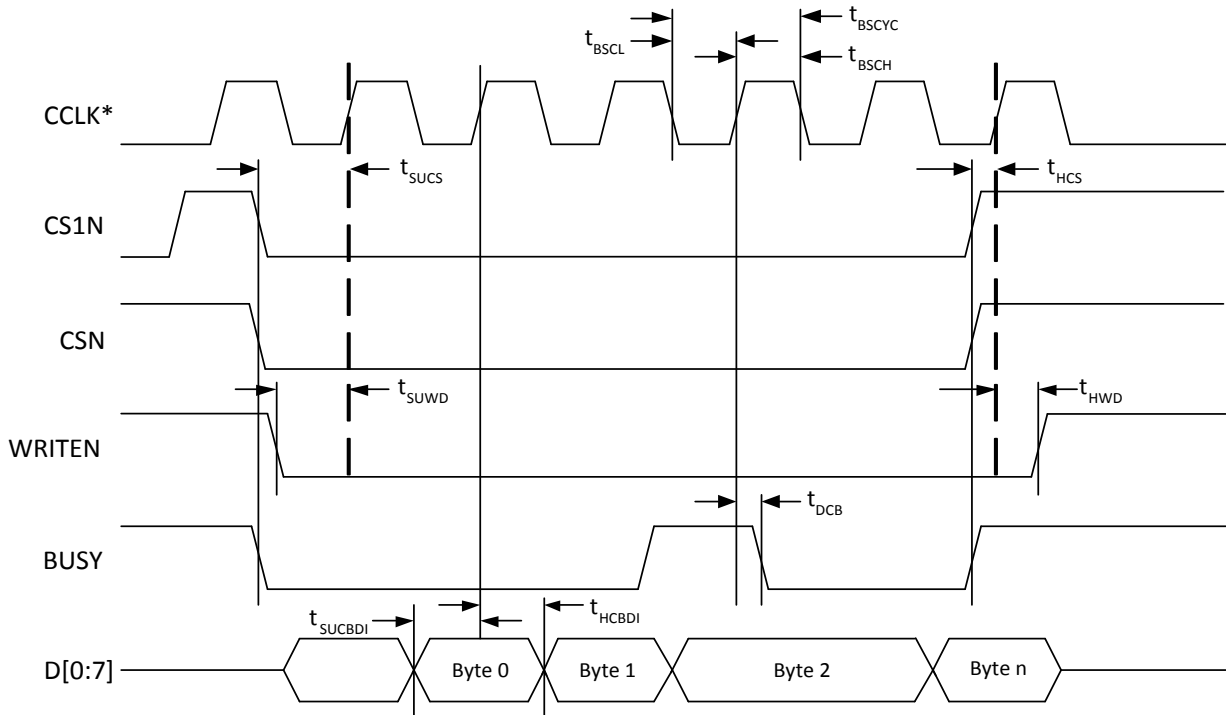 tBSCYC
tBSCL
tBSCH
CCLK*
tSUCS
tHCS
CS1N
CSN
tSUWD
tHWD
WRITEN
tDCB
BUSY
tSUCBDI
tHCBDI
D[0:7]
Byte 0
Byte 1
Byte 2
Byte n